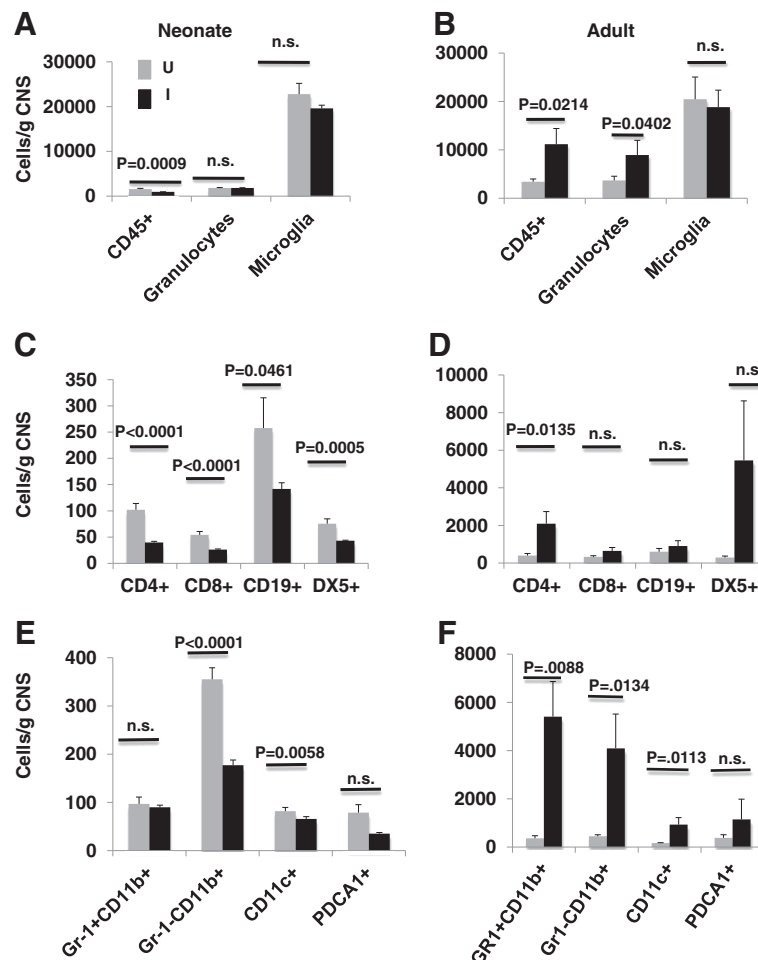 A
Neonate
n.s.
30000
20000
10000
0
Cells/g CNS
U
I
P=0.0009
n.s.
CD45+
Granulocytes
Microglia
B
Adult
n.s.
30000
20000
10000
0
P=0.0214
P=0.0402
CD45+
Granulocytes
Microglia
C
P=0.0461
350
300
250
200
150
100
50
0
Cells/g CNS
P<0.0001
P<0.0001
P=0.0005
CD4+ CD8+ CD19+ DX5+
D
n.s
10000
8000
6000
4000
2000
0
P=0.0135
n.s.
n.s.
CD4+ CD8+ CD19+ DX5+
E
P<0.0001
400
300
200
100
0
Cells/g CNS
n.s.
P=0.0058
n.s.
Gr-1+CD11b+
Gr-1-CD11b+
CD11c+
PDCA1+
F
8000
6000
4000
2000
0
P=.0088
P=.0134
P=.0113
n.s.
GR1+CD11b+
Gr1-CD11b+
CD11c+
PDCA1+